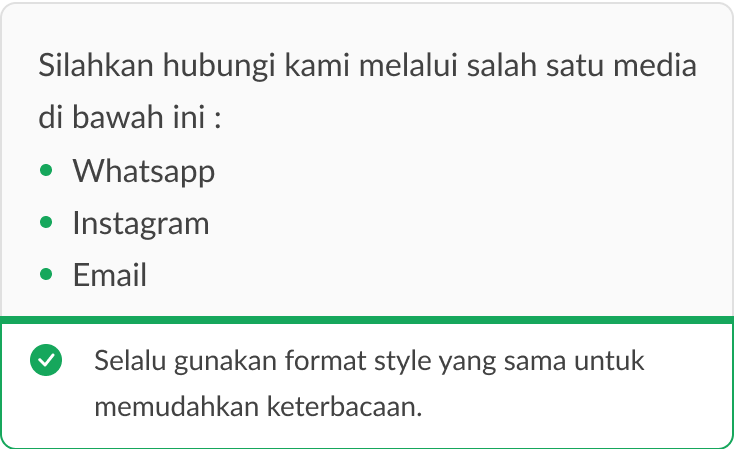 Silahkan hubungi kami melalui salah satu media
di bawah ini :
• Whatsapp
• Instagram
• Email
Selalu gunakan format style yang sama untuk
memudahkan keterbacaan.